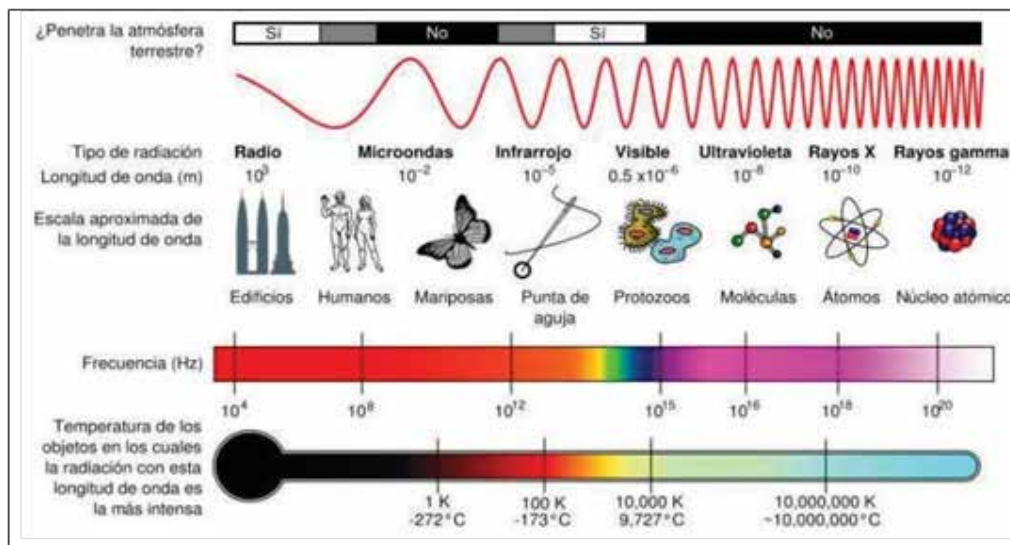 ¿Penetra la atmósfera
terrestre?
Sí No Sí No
Tipo de radiación Radio Microondas Infrarrojo Visible Ultravioleta Rayos X Rayos gamma
Longitud de onda (m) 10³ 10⁻² 10⁻⁵ 0.5 x10⁻⁶ 10⁻⁸ 10⁻¹⁰ 10⁻¹²
Escala aproximada de
la longitud de onda
Edificios Humanos Mariposas Punta de Protozoos Moléculas Átomos Núcleo atómico
aguja
Frecuencia (Hz)
10⁴ 10⁸ 10¹² 10¹⁵ 10¹⁶ 10¹⁸ 10²⁰
Temperatura de los
objetos en los cuales
la radiación con esta
longitud de onda es
la más intensa
1 K 100 K 10,000 K 10,000,000 K
-272°C -173°C 9,727°C ~10,000,000°C